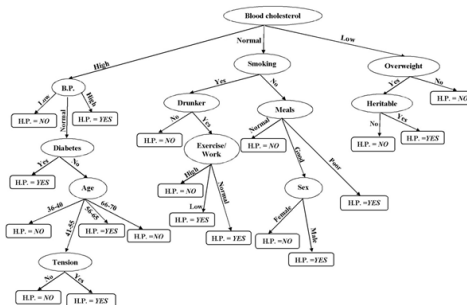 Blood cholesterol
High
Normal
Low
B.P.
Smoking
Overweight
Low
Normal
High
Yes
No
Yes
No
H.P. = NO
H.P. = YES
Drunker
Meals
Heritable
H.P. = NO
Diabetes
No
Yes
Normal
Good
Poor
No
Yes
H.P. = NO
Exercise/
Work
H.P. = NO
H.P. = NO
H.P. = YES
Yes
No
H.P. = YES
Age
High
Low
Normal
H.P. = NO
Sex
H.P. = YES
36-40
41-55
56-65
66-70
H.P. = YES
H.P. = YES
Female
Male
H.P. = NO
H.P. = YES
H.P. =NO
H.P. = NO
H.P. = YES
Tension
No
Yes
H.P. = NO
H.P. = YES